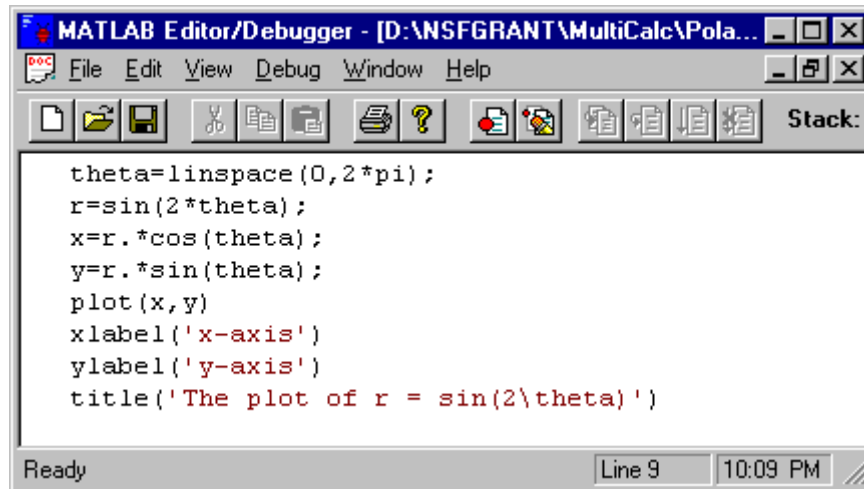 MATLAB Editor/Debugger - [D:\NSFGRANT\MultiCalc\Pola...
DOC File Edit View Debug Window Help
Stack:
theta=linspace(0,2*pi);
r=sin(2*theta);
x=r.*cos(theta);
y=r.*sin(theta);
plot(x,y)
xlabel('x-axis')
ylabel('y-axis')
title('The plot of r = sin(2\theta)')
Ready Line 9 10:09 PM